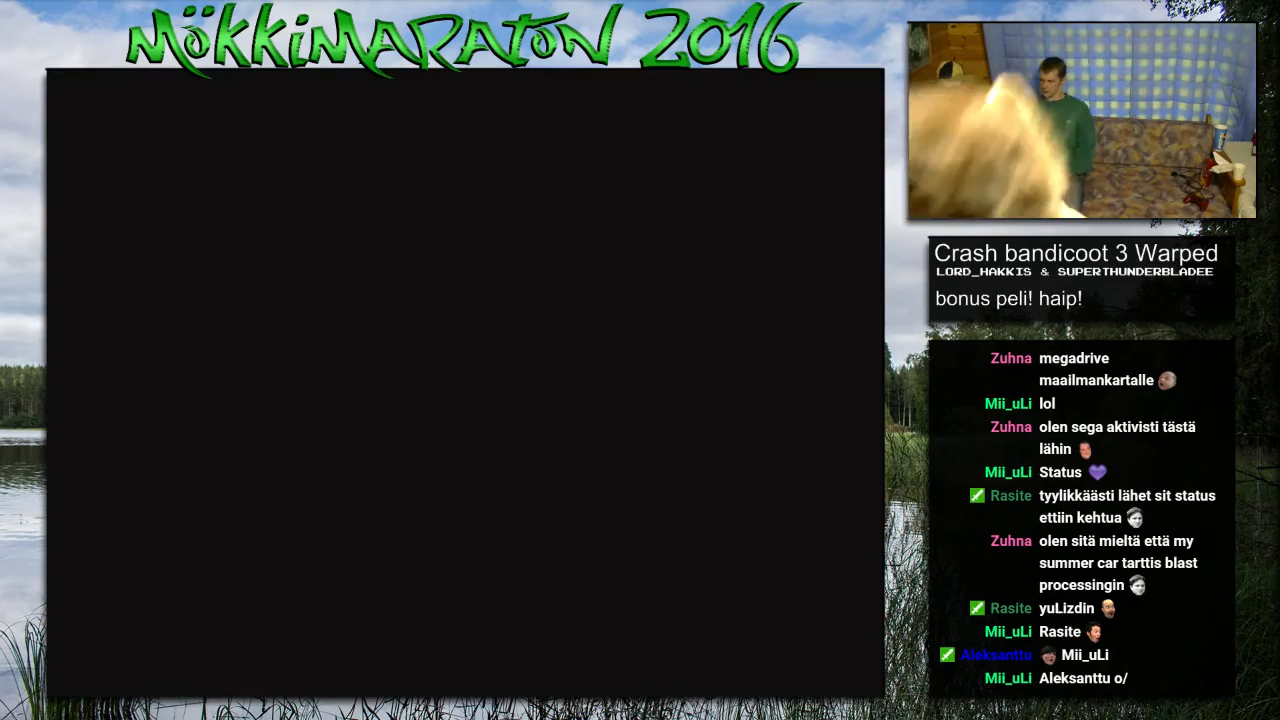 MökkiMARAToN 2016
Crash bandicoot 3 Warped
LORD_HAKKIS & SUPERTHUNDERBLADEE
bonus peli! haip!
Zuhna megadrive
maailmankartalle
Mii_uLi lol
Zuhna olen sega aktivisti tästä
lähin
Mii_uLi Status
Rasite tyylikkäästi lähet sit status
ettiin kehtua
Zuhna olen sitä mieltä että my
summer car tarttis blast
processingin
Rasite yuLizdin
Mii_uLi Rasite
Aleksanttu Mii_uLi
Mii_uLi Aleksanttu o/